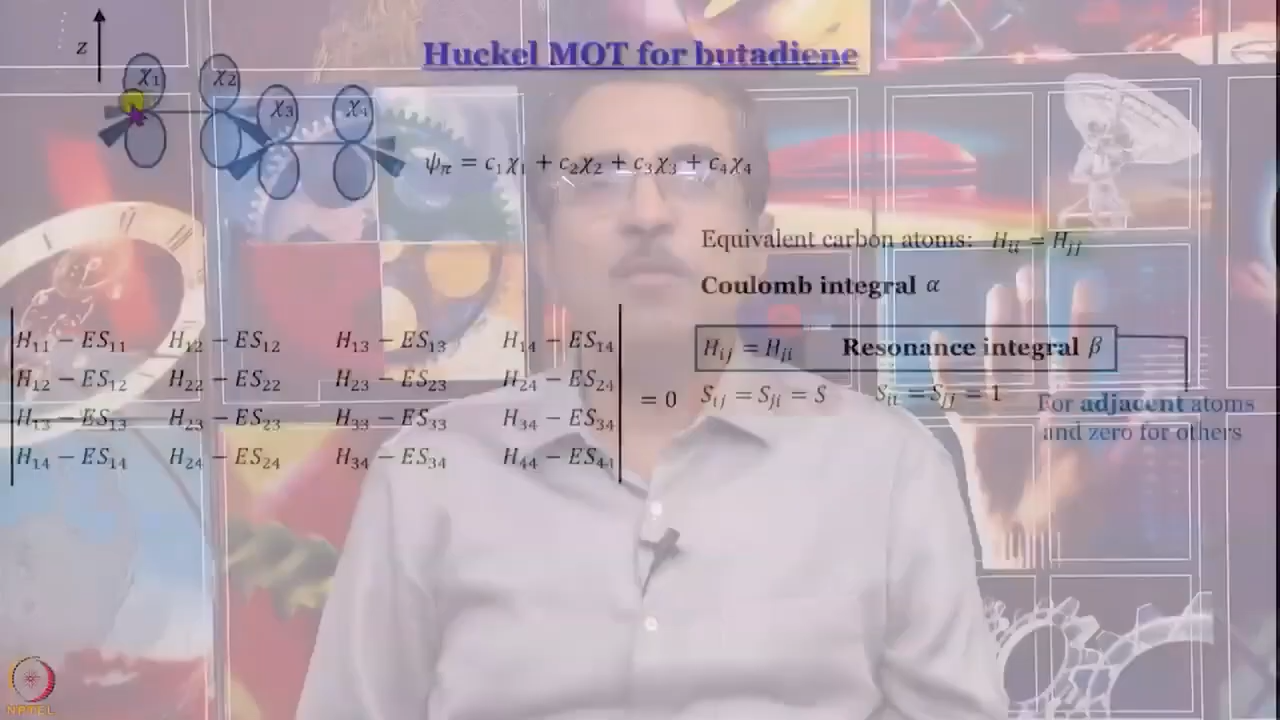 Huckel MOT for butadiene
z
χ₁ χ₂
χ₃ χ₄
ψπ = c₁χ₁ + c₂χ₂ + c₃χ₃ + c₄χ₄
Equivalent carbon atoms: Hᵢᵢ = Hⱼⱼ
Coulomb integral α
H₁₁ − ES₁₁ H₁₂ − ES₁₂ H₁₃ − ES₁₃ H₁₄ − ES₁₄
H₁₂ − ES₁₂ H₂₂ − ES₂₂ H₂₃ − ES₂₃ H₂₄ − ES₂₄
H₁₃ − ES₁₃ H₂₃ − ES₂₃ H₃₃ − ES₃₃ H₃₄ − ES₃₄
H₁₄ − ES₁₄ H₂₄ − ES₂₄ H₃₄ − ES₃₄ H₄₄ − ES₄₄
= 0
Hᵢⱼ = Hⱼᵢ Resonance integral β
Sᵢⱼ = Sⱼᵢ = S Sᵢᵢ = Sⱼⱼ = 1
For adjacent atoms
and zero for others
NPTEL